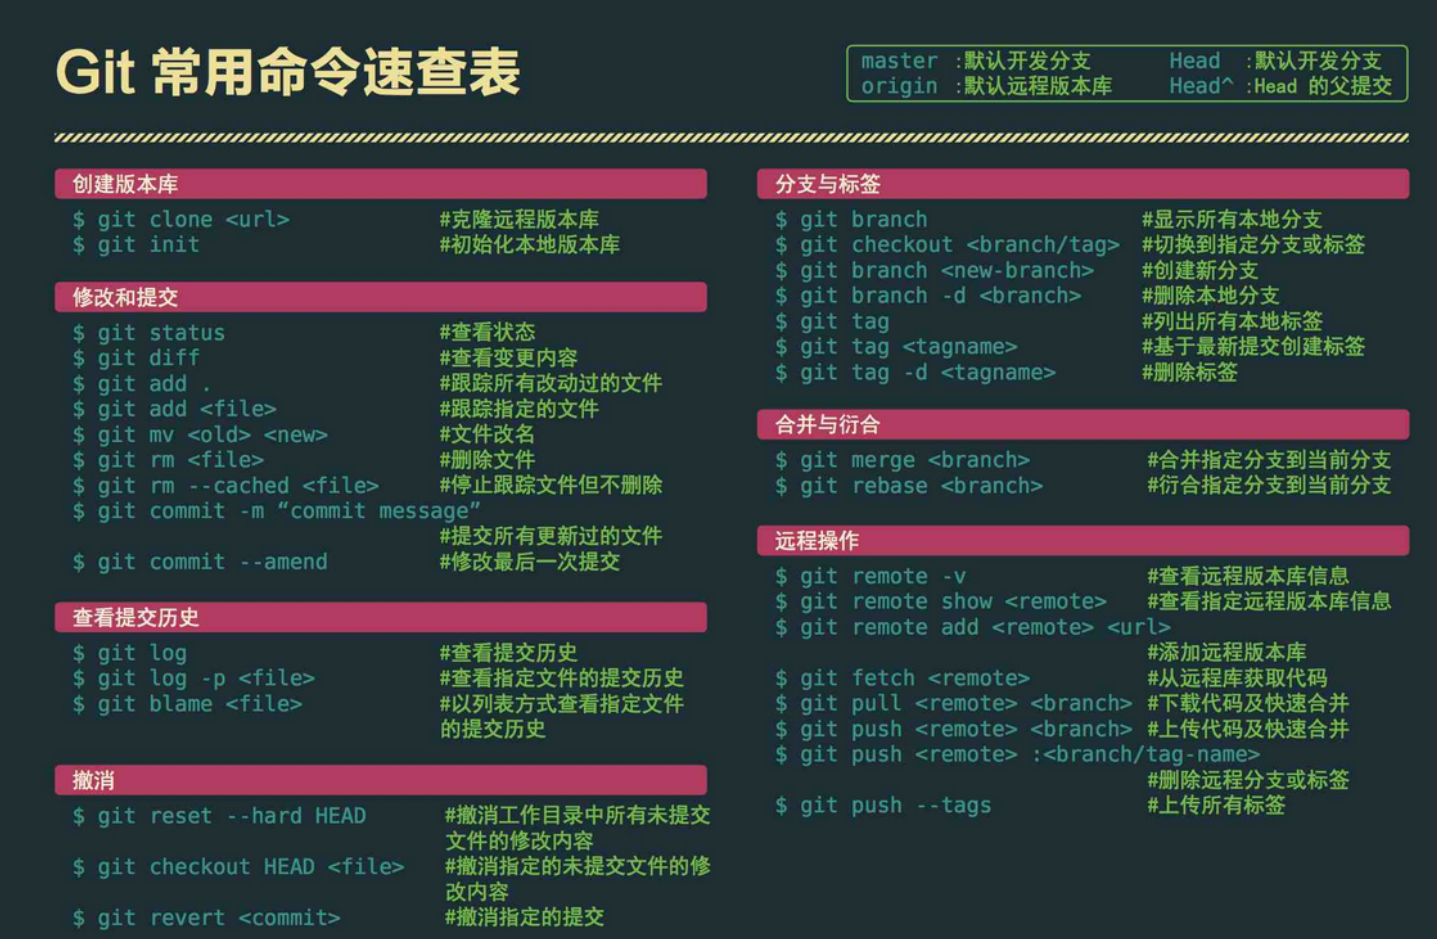 Git 常用命令速查表
master :默认开发分支 Head :默认开发分支
origin :默认远程版本库 Head^ :Head 的父提交
创建版本库
$ git clone <url> #克隆远程版本库
$ git init #初始化本地版本库
修改和提交
$ git status #查看状态
$ git diff #查看变更内容
$ git add . #跟踪所有改动过的文件
$ git add <file> #跟踪指定的文件
$ git mv <old> <new> #文件改名
$ git rm <file> #删除文件
$ git rm --cached <file> #停止跟踪文件但不删除
$ git commit -m “commit message”
#提交所有更新过的文件
$ git commit --amend #修改最后一次提交
查看提交历史
$ git log #查看提交历史
$ git log -p <file> #查看指定文件的提交历史
$ git blame <file> #以列表方式查看指定文件
的提交历史
撤消
$ git reset --hard HEAD #撤消工作目录中所有未提交
文件的修改内容
$ git checkout HEAD <file> #撤消指定的未提交文件的修
改内容
$ git revert <commit> #撤消指定的提交
分支与标签
$ git branch #显示所有本地分支
$ git checkout <branch/tag> #切换到指定分支或标签
$ git branch <new-branch> #创建新分支
$ git branch -d <branch> #删除本地分支
$ git tag #列出所有本地标签
$ git tag <tagname> #基于最新提交创建标签
$ git tag -d <tagname> #删除标签
合并与衍合
$ git merge <branch> #合并指定分支到当前分支
$ git rebase <branch> #衍合指定分支到当前分支
远程操作
$ git remote -v #查看远程版本库信息
$ git remote show <remote> #查看指定远程版本库信息
$ git remote add <remote> <url>
#添加远程版本库
$ git fetch <remote> #从远程库获取代码
$ git pull <remote> <branch> #下载代码及快速合并
$ git push <remote> <branch> #上传代码及快速合并
$ git push <remote> :<branch/tag-name>
#删除远程分支或标签
$ git push --tags #上传所有标签